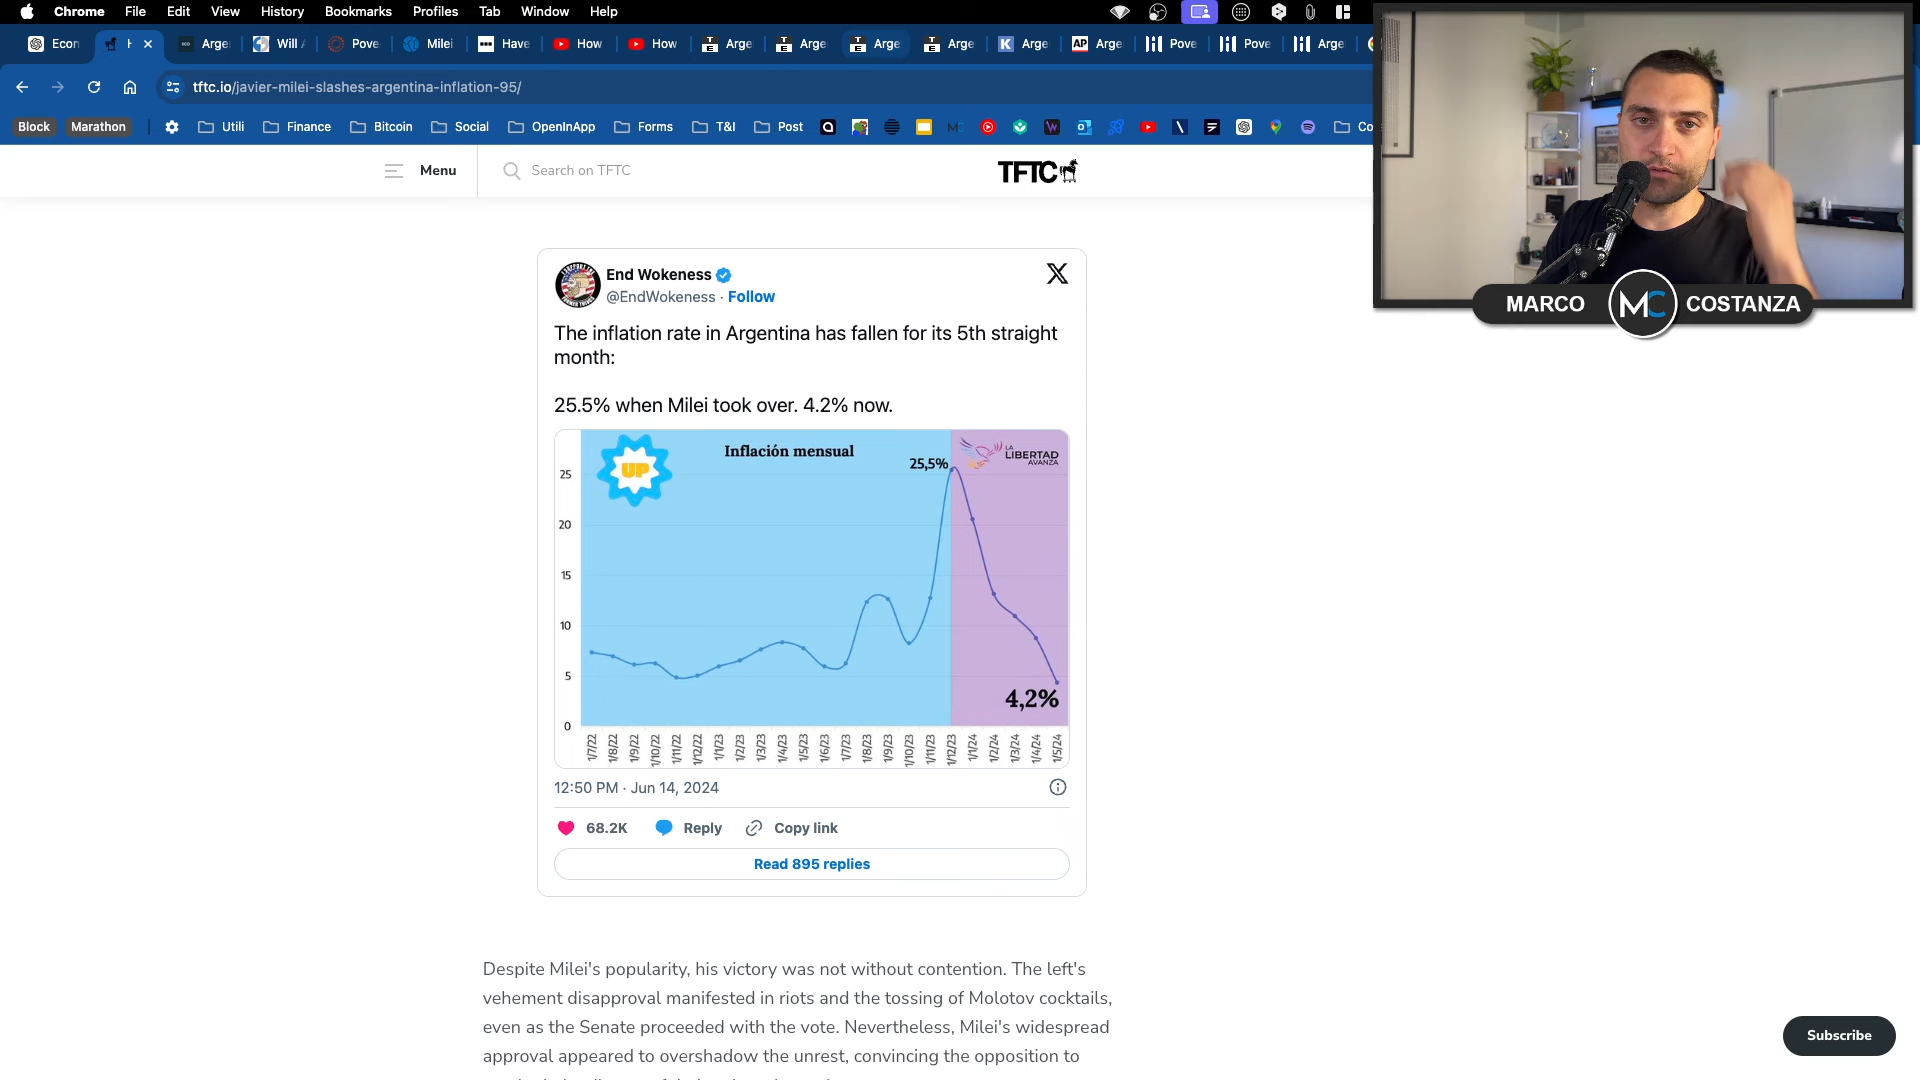 Chrome File Edit View History Bookmarks Profiles Tab Window Help
Econ Arge Will Pove Milei Have How How Arge Arge Arge Arge Arge Arge Pove Pove Arge
tftc.io/javier-milei-slashes-argentina-inflation-95/
Block Marathon Utili Finance Bitcoin Social OpenInApp Forms T&I Post Co
Menu Search on TFTC TFTC
MARCO MC COSTANZA
End Wokeness
@EndWokeness · Follow
The inflation rate in Argentina has fallen for its 5th straight
month:
25.5% when Milei took over. 4.2% now.
UP Inflación mensual 25,5% LA LIBERTAD AVANZA
25
20
15
10
5
0
4,2%
1/7/22 1/8/22 1/9/22 1/10/22 1/11/22 1/12/22 1/1/23 1/2/23 1/3/23 1/4/23 1/5/23 1/6/23 1/7/23 1/8/23 1/9/23 1/10/23 1/11/23 1/12/23 1/1/24 1/2/24 1/3/24 1/4/24 1/5/24
12:50 PM · Jun 14, 2024
68.2K Reply Copy link
Read 895 replies
Despite Milei's popularity, his victory was not without contention. The left's
vehement disapproval manifested in riots and the tossing of Molotov cocktails,
even as the Senate proceeded with the vote. Nevertheless, Milei's widespread
approval appeared to overshadow the unrest, convincing the opposition to
Subscribe